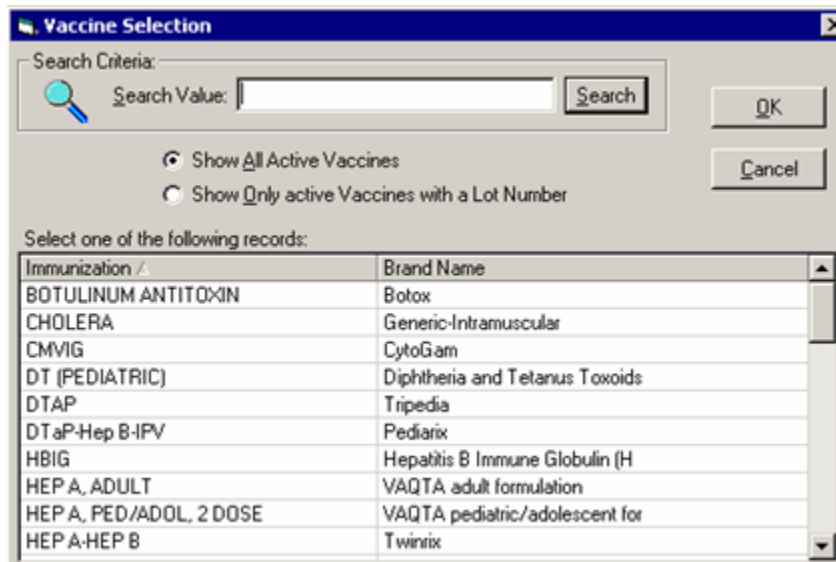 Vaccine Selection
Search Criteria:
Search Value:
Search
OK
Show All Active Vaccines
Cancel
Show Only active Vaccines with a Lot Number
Select one of the following records:
Immunization Brand Name
BOTULINUM ANTITOXIN Botox
CHOLERA Generic-Intramuscular
CMVIG CytoGam
DT (PEDIATRIC) Diphtheria and Tetanus Toxoids
DTAP Tripedia
DTaP-Hep B-IPV Pediarix
HBIG Hepatitis B Immune Globulin (H
HEP A, ADULT VAQTA adult formulation
HEP A, PED/ADOL, 2 DOSE VAQTA pediatric/adolescent for
HEP A-HEP B Twinrix